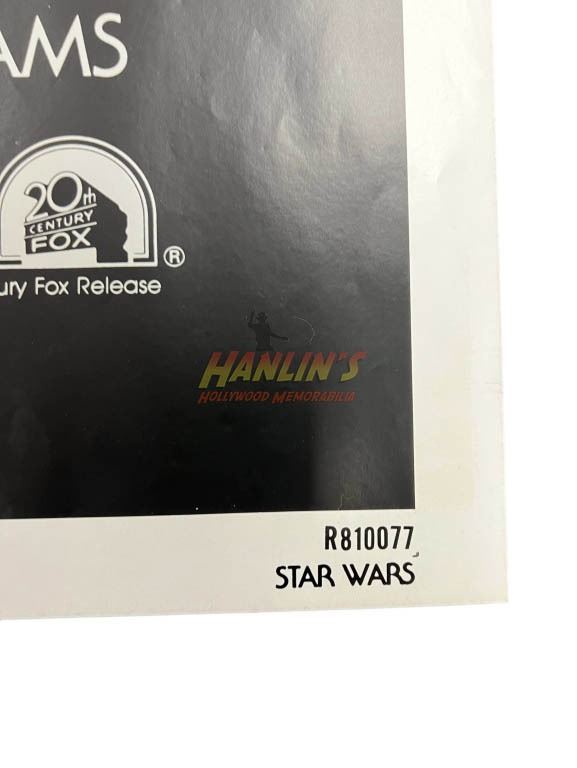 AMS
20th
CENTURY
FOX
®
ury Fox Release
HANLIN'S
HOLLYWOOD MEMORABILIA
R810077
STAR WARS